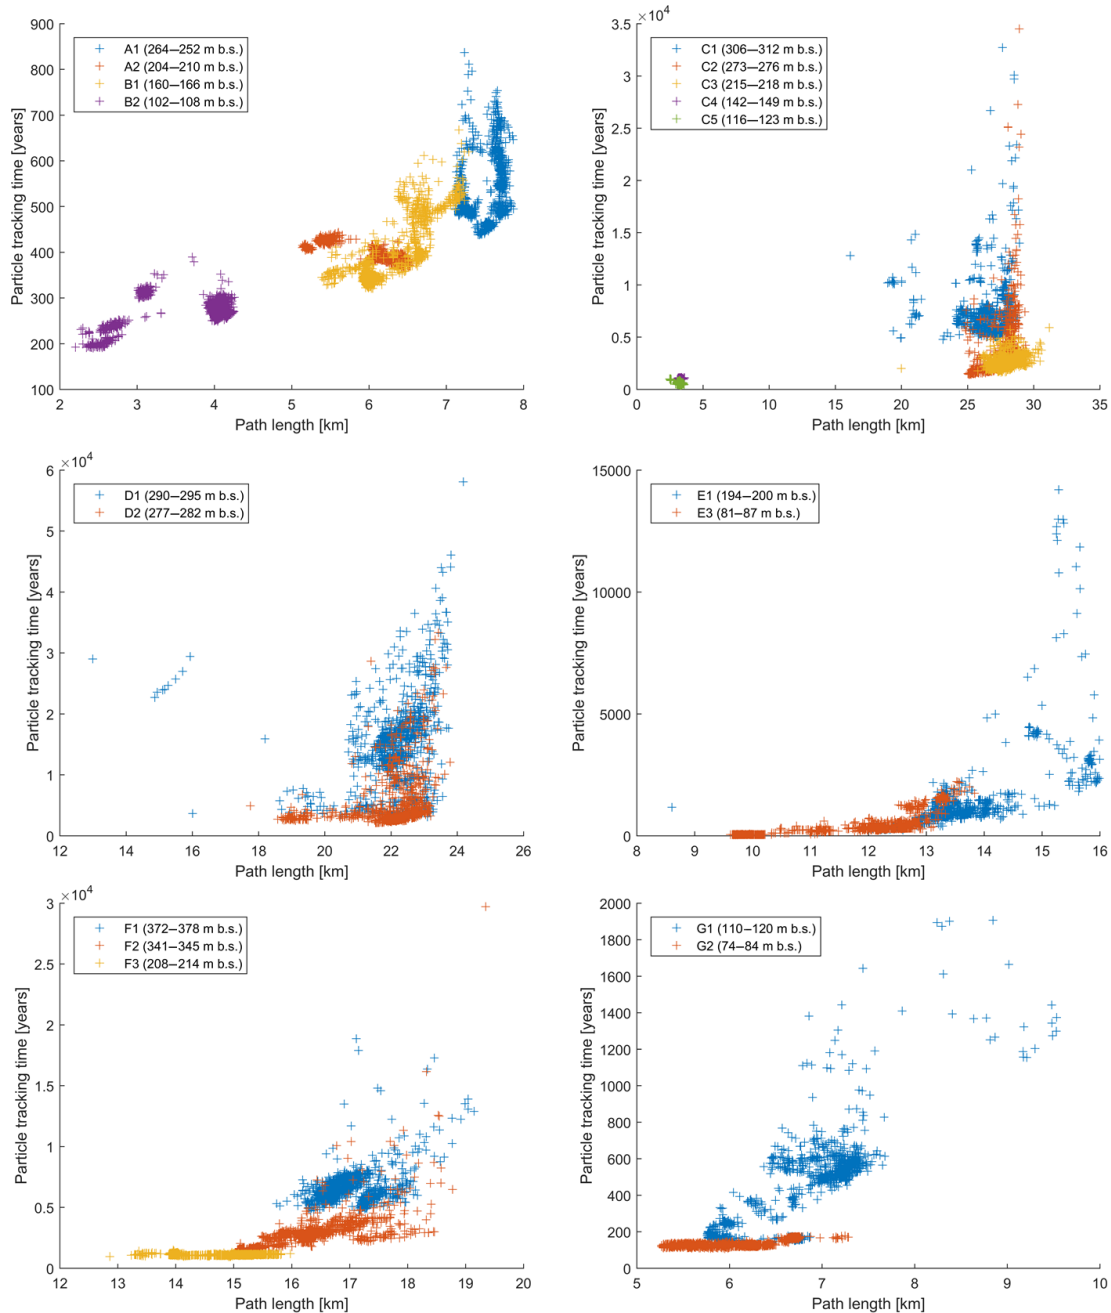 900
800
700
600
500
400
300
200
100
2 3 4 5 6 7 8
Path length [km]
Particle tracking time [years]
A1 (264—252 m b.s.)
A2 (204—210 m b.s.)
B1 (160—166 m b.s.)
B2 (102—108 m b.s.)
×10⁴
3.5
3
2.5
2
1.5
1
0.5
0
0 5 10 15 20 25 30 35
Path length [km]
Particle tracking time [years]
C1 (306—312 m b.s.)
C2 (273—276 m b.s.)
C3 (215—218 m b.s.)
C4 (142—149 m b.s.)
C5 (116—123 m b.s.)
×10⁴
6
5
4
3
2
1
0
12 14 16 18 20 22 24 26
Path length [km]
Particle tracking time [years]
D1 (290—295 m b.s.)
D2 (277—282 m b.s.)
15000
10000
5000
0
8 9 10 11 12 13 14 15 16
Path length [km]
Particle tracking time [years]
E1 (194—200 m b.s.)
E3 (81—87 m b.s.)
×10⁴
3
2.5
2
1.5
1
0.5
0
12 13 14 15 16 17 18 19 20
Path length [km]
Particle tracking time [years]
F1 (372—378 m b.s.)
F2 (341—345 m b.s.)
F3 (208—214 m b.s.)
2000
1800
1600
1400
1200
1000
800
600
400
200
0
5 6 7 8 9 10
Path length [km]
Particle tracking time [years]
G1 (110—120 m b.s.)
G2 (74—84 m b.s.)